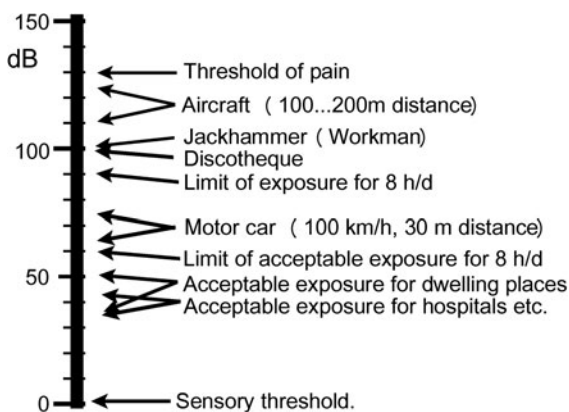 150
dB
Threshold of pain
Aircraft ( 100...200m distance)
Jackhammer ( Workman)
100
Discotheque
Limit of exposure for 8 h/d
Motor car ( 100 km/h, 30 m distance)
Limit of acceptable exposure for 8 h/d
50
Acceptable exposure for dwelling places
Acceptable exposure for hospitals etc.
0
Sensory threshold.